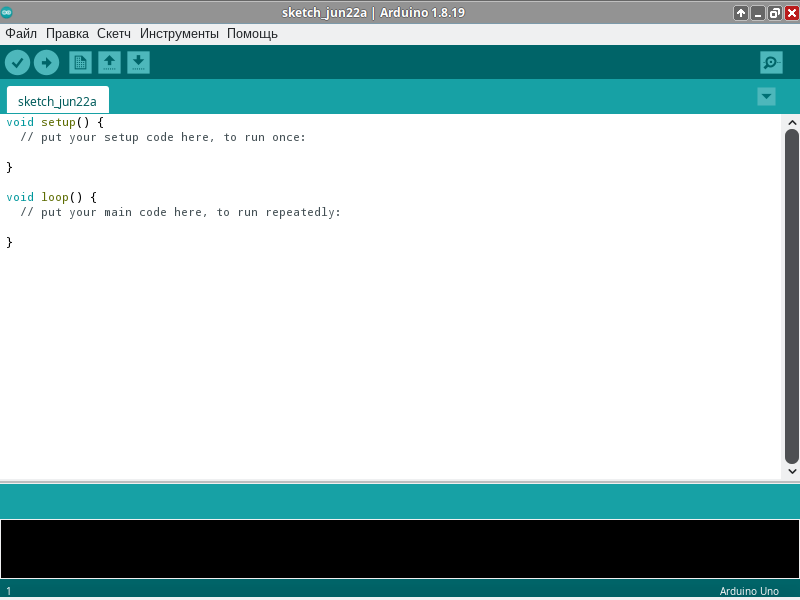 sketch_jun22a | Arduino 1.8.19
Файл Правка Скетч Инструменты Помощь
sketch_jun22a
void setup() {
  // put your setup code here, to run once:
}
void loop() {
  // put your main code here, to run repeatedly:
}
1 Arduino Uno